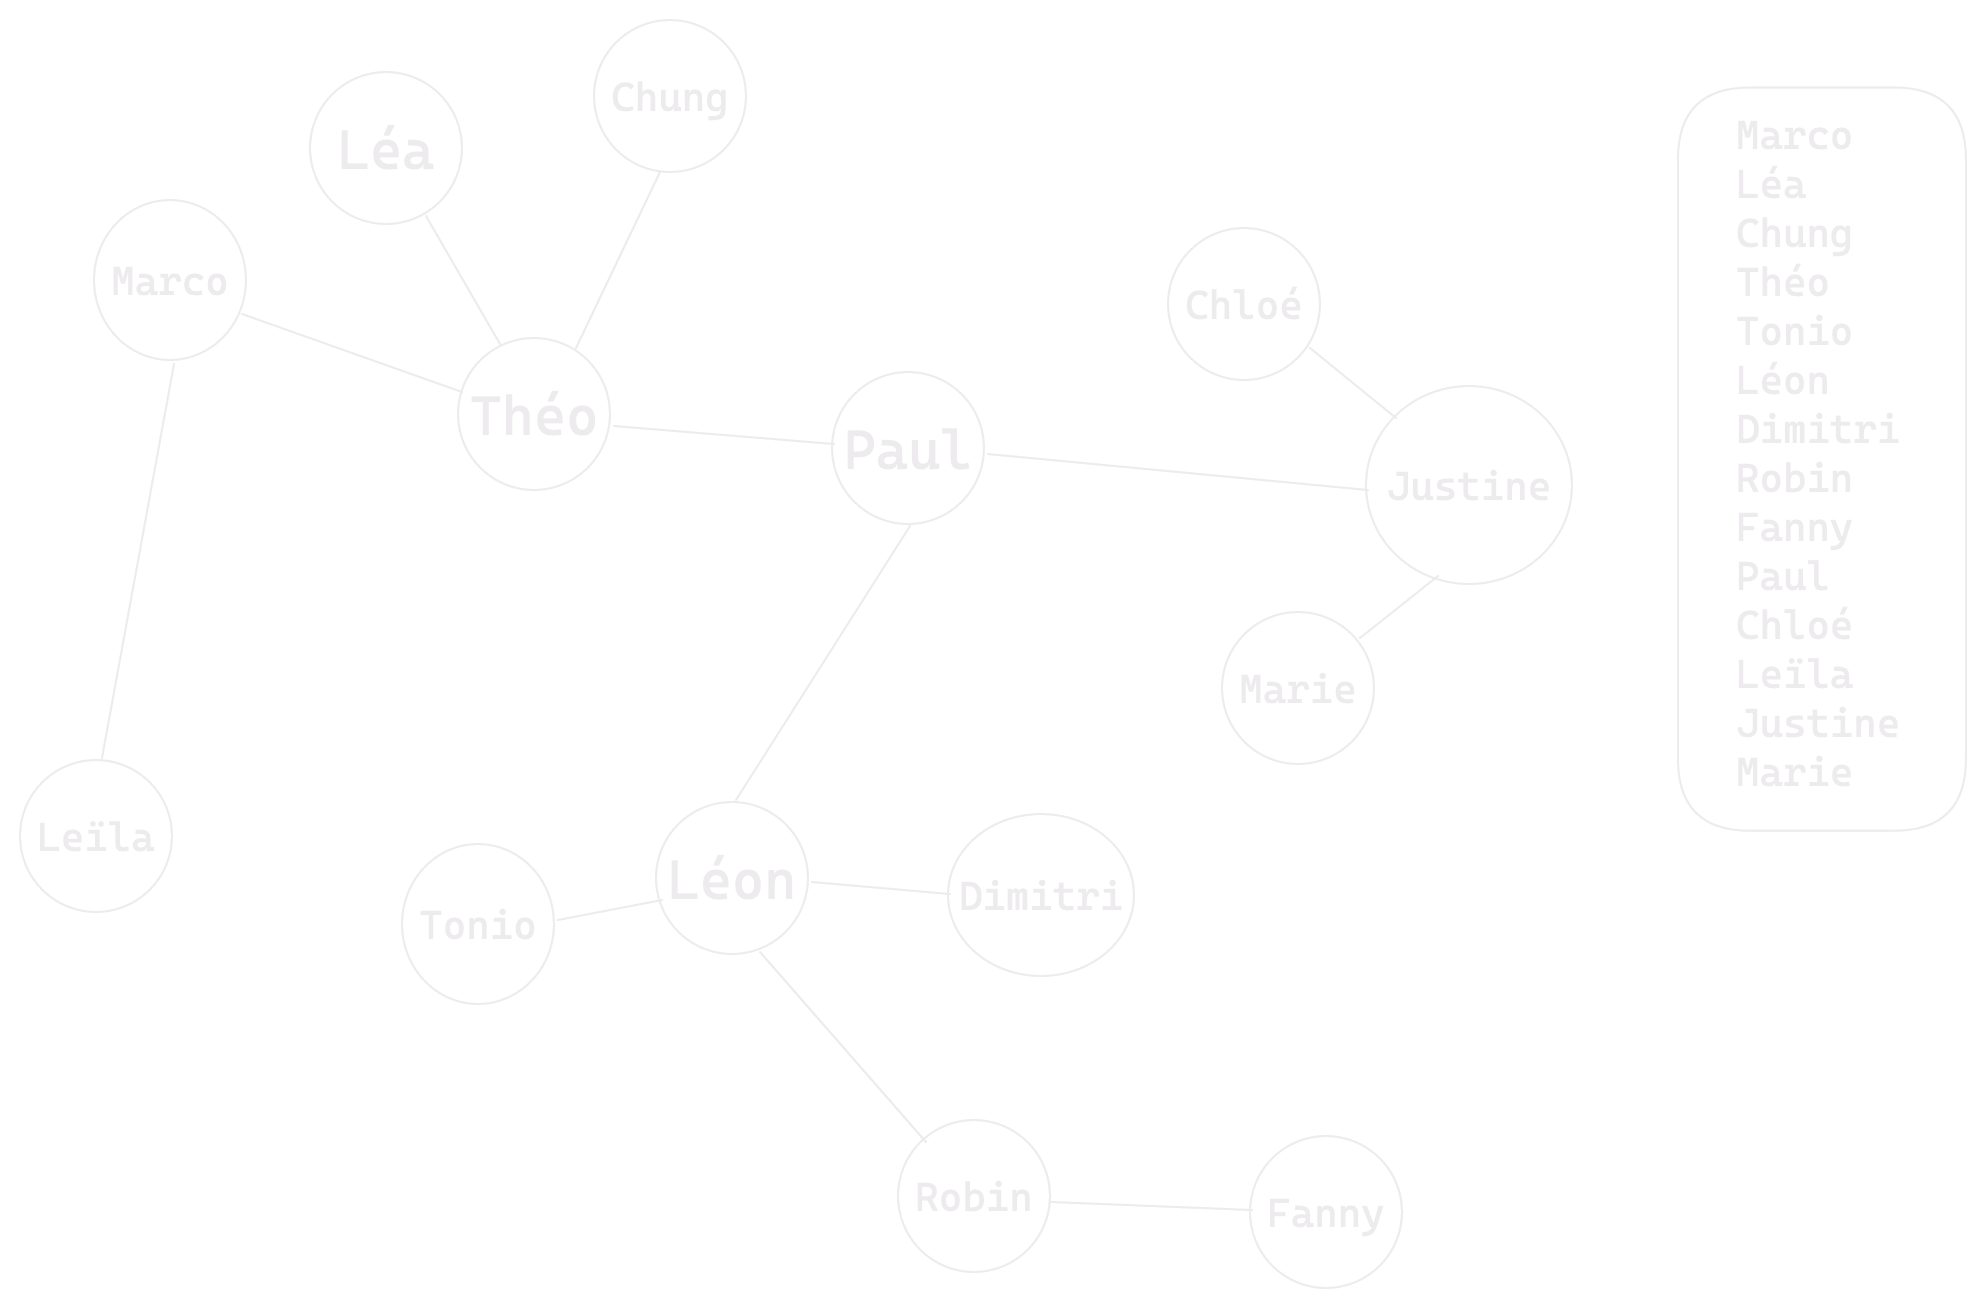 Chung
Léa
Marco
Chloé
Théo
Paul
Justine
Marie
Leïla
Léon
Dimitri
Tonio
Robin
Fanny
Marco
Léa
Chung
Théo
Tonio
Léon
Dimitri
Robin
Fanny
Paul
Chloé
Leïla
Justine
Marie